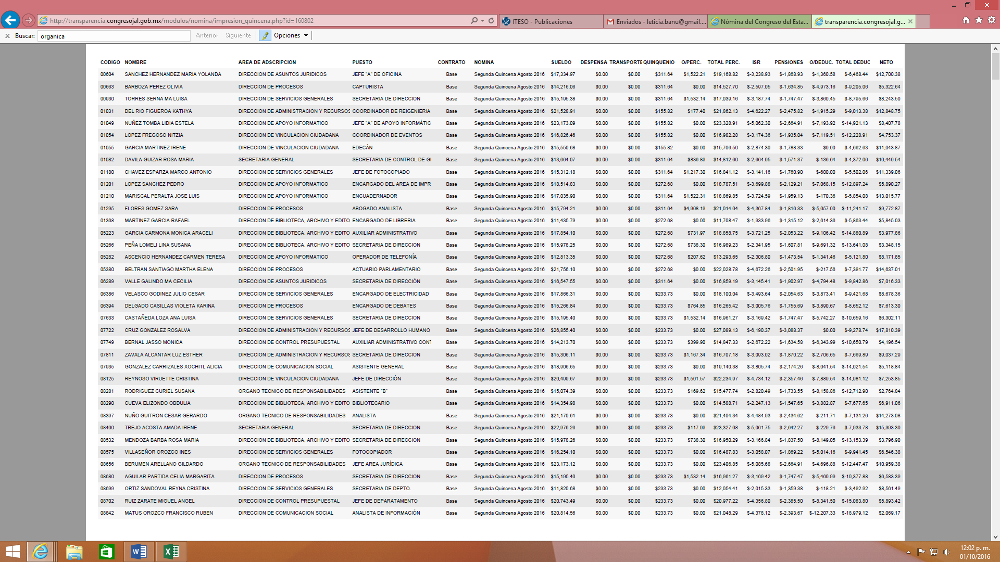 http://transparencia.congresojal.gob.mx/modulos/nomina/impresion_quincena.php?id=160802 ITESO - Publicaciones Enviados - leticia.banu@gmail.... Nómina del Congreso del Esta... transparencia.congresojal.g...
Buscar: organica Anterior Siguiente Opciones
CODIGO NOMBRE AREA DE ADSCRIPCION PUESTO CONTRATO NOMINA SUELDO DESPENSA TRANSPORTE QUINQUENIO O/PERC. TOTAL PERC. ISR PENSIONES O/DEDUC. TOTAL DEDUC NETO
00604 SANCHEZ HERNANDEZ MARIA YOLANDA DIRECCION DE ASUNTOS JURIDICOS JEFE "A" DE OFICINA Base Segunda Quincena Agosto 2016 $17,334.97 $0.00 $0.00 $311.64 $1,522.21 $19,168.82 $-3,238.93 $-1,868.93 $-1,360.58 $-6,468.44 $12,700.38
00663 BARBOZA PEREZ OLIVIA DIRECCION DE PROCESOS CAPTURISTA Base Segunda Quincena Agosto 2016 $14,216.06 $0.00 $0.00 $311.64 $0.00 $14,527.70 $-2,597.05 $-1,634.85 $-4,973.16 $-9,205.06 $5,322.64
00930 TORRES SERNA MA LUISA DIRECCION DE SERVICIOS GENERALES SECRETARIA DE DIRECCION Base Segunda Quincena Agosto 2016 $15,195.38 $0.00 $0.00 $311.64 $1,532.14 $17,039.16 $-3,187.74 $-1,747.47 $-3,860.45 $-8,795.66 $8,243.50
01031 DEL RIO FIGUEROA KATHYA DIRECCION DE ADMINISTRACION Y RECURSOS COORDINADOR DE REIGENIERIA Base Segunda Quincena Agosto 2016 $21,528.91 $0.00 $0.00 $155.82 $177.40 $21,862.13 $-4,622.27 $-2,475.82 $-1,915.29 $-9,013.38 $12,848.75
01049 NUÑEZ TOMBA LIDIA ESTELA DIRECCION DE APOYO INFORMATICO JEFE "A" DE APOYO INFORMÁTIC Base Segunda Quincena Agosto 2016 $23,173.09 $0.00 $0.00 $155.82 $0.00 $23,328.91 $-5,062.30 $-2,664.91 $-7,193.92 $-14,921.13 $8,407.78
01054 LOPEZ FREGOSO NITZIA DIRECCION DE VINCULACION CIUDADANA COORDINADOR DE EVENTOS Base Segunda Quincena Agosto 2016 $16,826.46 $0.00 $0.00 $155.82 $0.00 $16,982.28 $-3,174.36 $-1,935.04 $-7,119.51 $-12,228.91 $4,753.37
01055 GARCIA MARTINEZ IRENE DIRECCION DE VINCULACION CIUDADANA EDECÁN Base Segunda Quincena Agosto 2016 $15,550.68 $0.00 $0.00 $155.82 $0.00 $15,706.50 $-2,874.30 $-1,788.33 $0.00 $-4,662.63 $11,043.87
01082 DAVILA GUIZAR ROSA MARIA SECRETARIA GENERAL SECRETARIA DE CONTROL DE GE Base Segunda Quincena Agosto 2016 $13,664.07 $0.00 $0.00 $311.64 $836.89 $14,812.60 $-2,664.05 $-1,571.37 $-136.64 $-4,372.06 $10,440.54
01180 CHAVEZ ESPARZA MARCO ANTONIO DIRECCION DE SERVICIOS GENERALES JEFE DE FOTOCOPIADO Base Segunda Quincena Agosto 2016 $15,312.18 $0.00 $0.00 $311.64 $1,217.30 $16,841.12 $-3,141.16 $-1,760.90 $-600.00 $-5,502.06 $11,339.06
01201 LOPEZ SANCHEZ PEDRO DIRECCION DE APOYO INFORMATICO ENCARGADO DEL AREA DE IMPR Base Segunda Quincena Agosto 2016 $18,514.83 $0.00 $0.00 $272.68 $0.00 $18,787.51 $-3,699.88 $-2,129.21 $-7,068.15 $-12,897.24 $5,890.27
01210 MARISCAL PERALTA JOSE LUIS DIRECCION DE APOYO INFORMATICO ENCUADERNADOR Base Segunda Quincena Agosto 2016 $17,035.90 $0.00 $0.00 $311.64 $1,522.31 $18,869.85 $-3,724.59 $-1,959.13 $-170.36 $-5,854.08 $13,015.77
01295 FLORES GOMEZ SARA DIRECCION DE PROCESOS ABOGADO ANALISTA Base Segunda Quincena Agosto 2016 $15,794.21 $0.00 $0.00 $311.64 $4,908.19 $21,014.04 $-4,367.84 $-1,816.33 $-5,057.00 $-11,241.17 $9,772.87
01368 MARTINEZ GARCIA RAFAEL DIRECCION DE BIBLIOTECA, ARCHIVO Y EDITO ENCARGADO DE LIBRERIA Base Segunda Quincena Agosto 2016 $11,435.79 $0.00 $0.00 $272.68 $0.00 $11,708.47 $-1,933.96 $-1,315.12 $-2,614.36 $-5,863.44 $5,845.03
05223 GARCIA CARMONA MONICA ARACELI DIRECCION DE BIBLIOTECA, ARCHIVO Y EDITO AUXILIAR ADMINISTRATIVO Base Segunda Quincena Agosto 2016 $17,854.10 $0.00 $0.00 $272.68 $731.97 $18,858.75 $-3,721.25 $-2,053.22 $-9,106.42 $-14,880.89 $3,977.86
05266 PEÑA LOMELI LINA SUSANA DIRECCION DE BIBLIOTECA, ARCHIVO Y EDITO SECRETARIA DE DIRECCION Base Segunda Quincena Agosto 2016 $15,978.25 $0.00 $0.00 $272.68 $738.30 $16,989.23 $-2,341.95 $-1,607.81 $-9,691.32 $-13,641.08 $3,348.15
05282 ASCENCIO HERNANDEZ CARMEN TERESA DIRECCION DE APOYO INFORMATICO OPERADOR DE TELEFONÍA Base Segunda Quincena Agosto 2016 $12,813.35 $0.00 $0.00 $272.68 $207.62 $13,293.65 $-2,306.80 $-1,473.54 $-1,341.46 $-5,121.80 $8,171.85
05380 BELTRAN SANTIAGO MARTHA ELENA DIRECCION DE PROCESOS ACTUARIO PARLAMENTARIO Base Segunda Quincena Agosto 2016 $21,756.10 $0.00 $0.00 $272.68 $0.00 $22,028.78 $-4,672.26 $-2,501.95 $-217.56 $-7,391.77 $14,637.01
06289 VALLE GALINDO MA CECILIA DIRECCION DE ASUNTOS JURIDICOS SECRETARIA DE DIRECCIÓN Base Segunda Quincena Agosto 2016 $16,547.55 $0.00 $0.00 $311.64 $0.00 $16,859.19 $-3,145.41 $-1,902.97 $-4,794.48 $-9,842.86 $7,016.33
06386 VELASCO GODINEZ JULIO CESAR DIRECCION DE SERVICIOS GENERALES ENCARGADO DE ELECTRICIDAD Base Segunda Quincena Agosto 2016 $17,866.31 $0.00 $0.00 $233.73 $0.00 $18,100.04 $-3,493.64 $-2,054.63 $-3,873.41 $-9,421.68 $8,678.36
06394 DELGADO CASILLAS VIOLETA KARINA DIRECCION DE PROCESOS ENCARGADO DE DEBATES Base Segunda Quincena Agosto 2016 $15,266.84 $0.00 $0.00 $233.73 $764.85 $16,265.42 $-3,005.76 $-1,755.69 $-3,890.67 $-8,652.12 $7,613.30
07633 CASTAÑEDA LOZA ANA LUISA DIRECCION DE SERVICIOS GENERALES SECRETARIA DE DIRECCION Base Segunda Quincena Agosto 2016 $15,195.40 $0.00 $0.00 $233.73 $1,532.14 $16,961.27 $-3,169.42 $-1,747.47 $-5,742.27 $-10,659.16 $6,302.11
07722 CRUZ GONZALEZ ROSALVA DIRECCION DE ADMINISTRACION Y RECURSOS JEFE DE DESARROLLO HUMANO Base Segunda Quincena Agosto 2016 $26,855.40 $0.00 $0.00 $233.73 $0.00 $27,089.13 $-6,190.37 $-3,088.37 $0.00 $-9,278.74 $17,810.39
07749 BERNAL JASSO MONICA DIRECCION DE CONTROL PRESUPUESTAL AUXILIAR ADMINISTRATIVO CONT Base Segunda Quincena Agosto 2016 $14,213.70 $0.00 $0.00 $233.73 $399.90 $14,847.33 $-2,672.22 $-1,634.58 $-6,343.99 $-10,650.79 $4,196.54
07811 ZAVALA ALCANTAR LUZ ESTHER DIRECCION DE ADMINISTRACION Y RECURSOS SECRETARIA DE DIRECCION Base Segunda Quincena Agosto 2016 $15,306.11 $0.00 $0.00 $233.73 $1,167.34 $16,707.18 $-3,093.02 $-1,870.22 $-2,706.65 $-7,669.89 $9,037.29
07935 GONZALEZ CARRIZALES XOCHITL ALICIA DIRECCION DE COMUNICACION SOCIAL ASISTENTE GENERAL Base Segunda Quincena Agosto 2016 $18,906.65 $0.00 $0.00 $233.73 $0.00 $19,140.38 $-3,805.74 $-2,174.26 $-8,041.54 $-14,021.54 $5,118.84
08125 REYNOSO VIRUETTE CRISTINA DIRECCION DE VINCULACION CIUDADANA JEFE DE DIRECCIÓN Base Segunda Quincena Agosto 2016 $20,499.67 $0.00 $0.00 $233.73 $1,501.57 $22,234.97 $-4,734.12 $-2,357.46 $-7,889.54 $-14,981.12 $7,253.85
08281 RODRIGUEZ CURIEL SUSANA ORGANO TECNICO DE RESPONSABILIDADES ASISTENTE "B" Base Segunda Quincena Agosto 2016 $15,074.39 $0.00 $0.00 $233.73 $169.62 $15,477.74 $-2,820.49 $-1,733.55 $-8,158.86 $-12,712.90 $2,764.84
08290 CUEVA ELIZONDO OBDULIA DIRECCION DE BIBLIOTECA, ARCHIVO Y EDITO BIBLIOTECARIO Base Segunda Quincena Agosto 2016 $14,354.98 $0.00 $0.00 $233.73 $0.00 $14,588.71 $-2,247.13 $-1,547.65 $-3,882.87 $-7,677.65 $6,911.06
08397 NUÑO GUITRON CESAR GERARDO ORGANO TECNICO DE RESPONSABILIDADES ANALISTA Base Segunda Quincena Agosto 2016 $21,170.61 $0.00 $0.00 $233.73 $0.00 $21,404.34 $-4,484.93 $-2,434.62 $-211.71 $-7,131.26 $14,273.08
08400 TREJO ACOSTA AMADA IRENE SECRETARIA GENERAL SECRETARIA DE DIRECCION Base Segunda Quincena Agosto 2016 $22,976.26 $0.00 $0.00 $233.73 $117.09 $23,327.08 $-5,061.75 $-2,642.27 $-229.76 $-7,933.78 $15,393.30
08532 MENDOZA BARBA ROSA MARIA DIRECCION DE BIBLIOTECA, ARCHIVO Y EDITO SECRETARIA DE DIRECCION Base Segunda Quincena Agosto 2016 $15,978.26 $0.00 $0.00 $233.73 $738.30 $16,950.29 $-3,166.84 $-1,837.50 $-8,149.05 $-13,153.39 $3,796.90
08575 VILLASEÑOR OROZCO INES DIRECCION DE SERVICIOS GENERALES FOTOCOPIADOR Base Segunda Quincena Agosto 2016 $16,254.10 $0.00 $0.00 $233.73 $0.00 $16,487.83 $-3,058.07 $-1,869.22 $-5,014.16 $-9,941.45 $6,546.38
08656 BERUMEN ARELLANO GILDARDO ORGANO TECNICO DE RESPONSABILIDADES JEFE AREA JURÍDICA Base Segunda Quincena Agosto 2016 $23,173.12 $0.00 $0.00 $233.73 $0.00 $23,406.85 $-5,085.68 $-2,664.91 $-4,696.88 $-12,447.47 $10,959.38
08680 AGUILAR PARTIDA CELIA MARGARITA DIRECCION DE PROCESOS SECRETARIA DE DIRECCION Base Segunda Quincena Agosto 2016 $15,195.40 $0.00 $0.00 $233.73 $1,532.14 $16,961.27 $-3,169.42 $-1,747.47 $-5,460.99 $-10,377.88 $6,583.39
08699 ORTIZ SANDOVAL REYNA CRISTINA DIRECCION DE SERVICIOS GENERALES SECRETARIA DE DEPTO. Base Segunda Quincena Agosto 2016 $11,820.68 $0.00 $0.00 $233.73 $0.00 $12,054.41 $-2,015.33 $-1,359.38 $-118.21 $-3,492.92 $8,561.49
08702 RUIZ ZARATE MIGUEL ANGEL DIRECCION DE CONTROL PRESUPUESTAL JEFE DE DEPARATAMENTO Base Segunda Quincena Agosto 2016 $20,743.49 $0.00 $0.00 $233.73 $0.00 $20,977.22 $-4,356.80 $-2,385.50 $-8,341.50 $-15,083.80 $5,893.42
08842 MATUS OROZCO FRANCISCO RUBEN DIRECCION DE COMUNICACION SOCIAL ANALISTA DE INFORMACIÓN Base Segunda Quincena Agosto 2016 $20,814.56 $0.00 $0.00 $233.73 $0.00 $21,048.29 $-4,378.12 $-2,393.67 $-12,207.33 $-18,979.12 $2,069.17
12:02 p. m.
01/10/2016